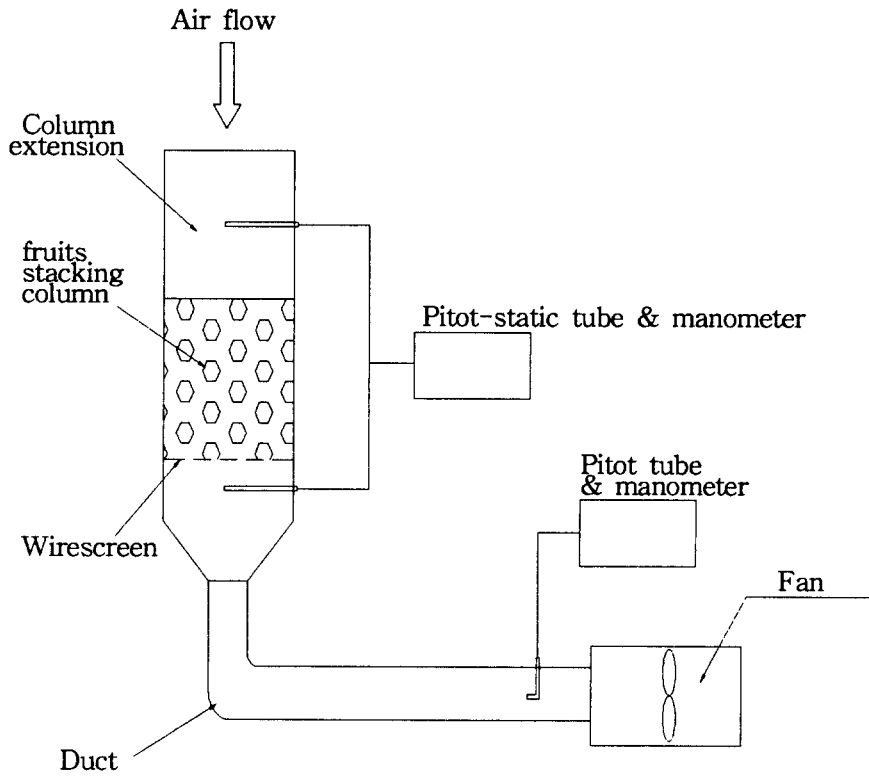 Air flow
Column
extension
fruits
stacking
column
Pitot-static tube & manometer
Pitot tube
& manometer
Wirescreen
Fan
Duct